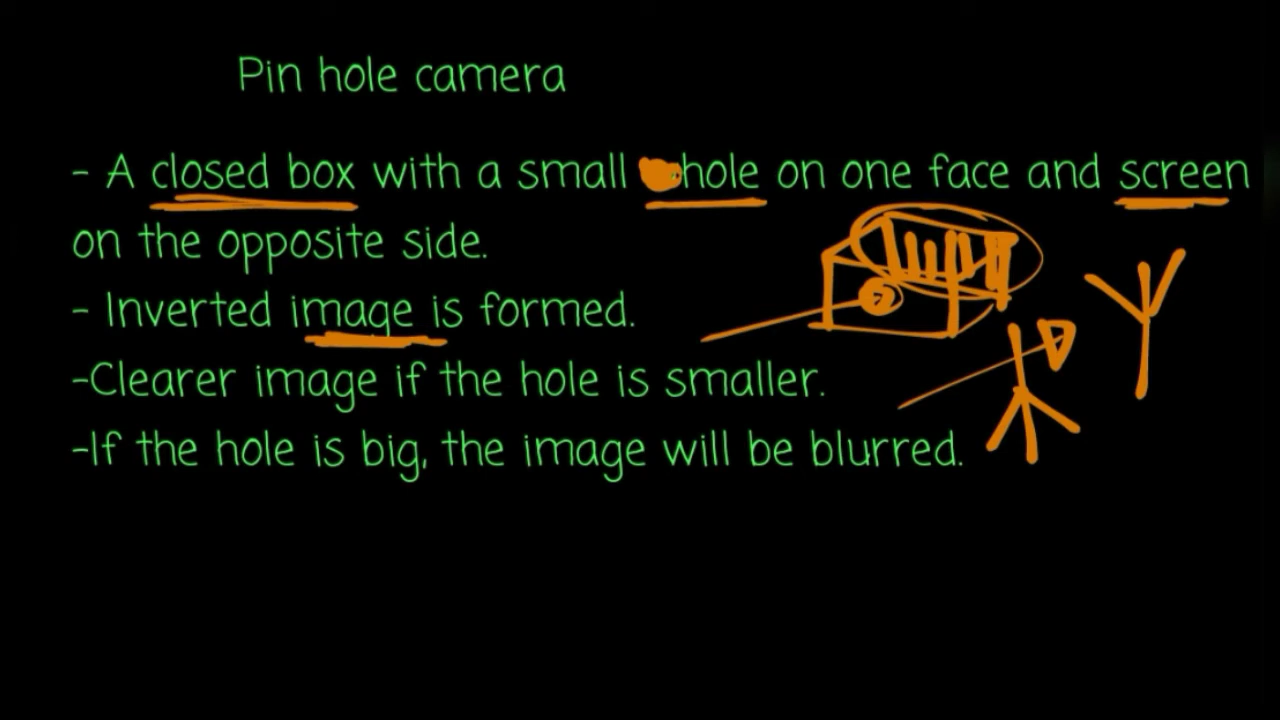 Pin hole camera
- A closed box with a small hole on one face and screen
on the opposite side.
- Inverted image is formed.
-Clearer image if the hole is smaller.
-If the hole is big, the image will be blurred.